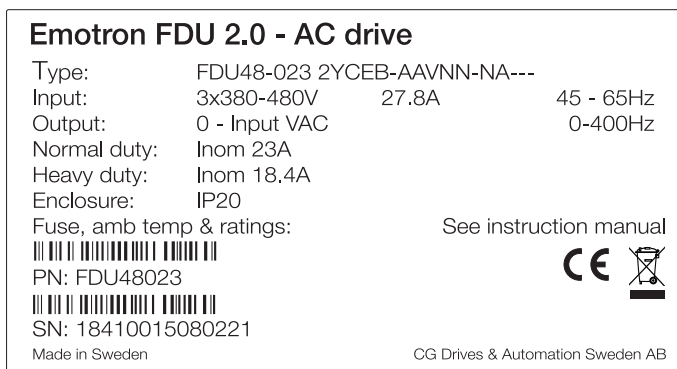 Emotron FDU 2.0 - AC drive
Type: FDU48-023 2YCEB-AAVNN-NA---
Input: 3x380-480V 27.8A 45 - 65Hz
Output: 0 - Input VAC 0-400Hz
Normal duty: Inom 23A
Heavy duty: Inom 18.4A
Enclosure: IP20
Fuse, amb temp & ratings: See instruction manual
PN: FDU48023
CE
SN: 18410015080221
Made in Sweden CG Drives & Automation Sweden AB